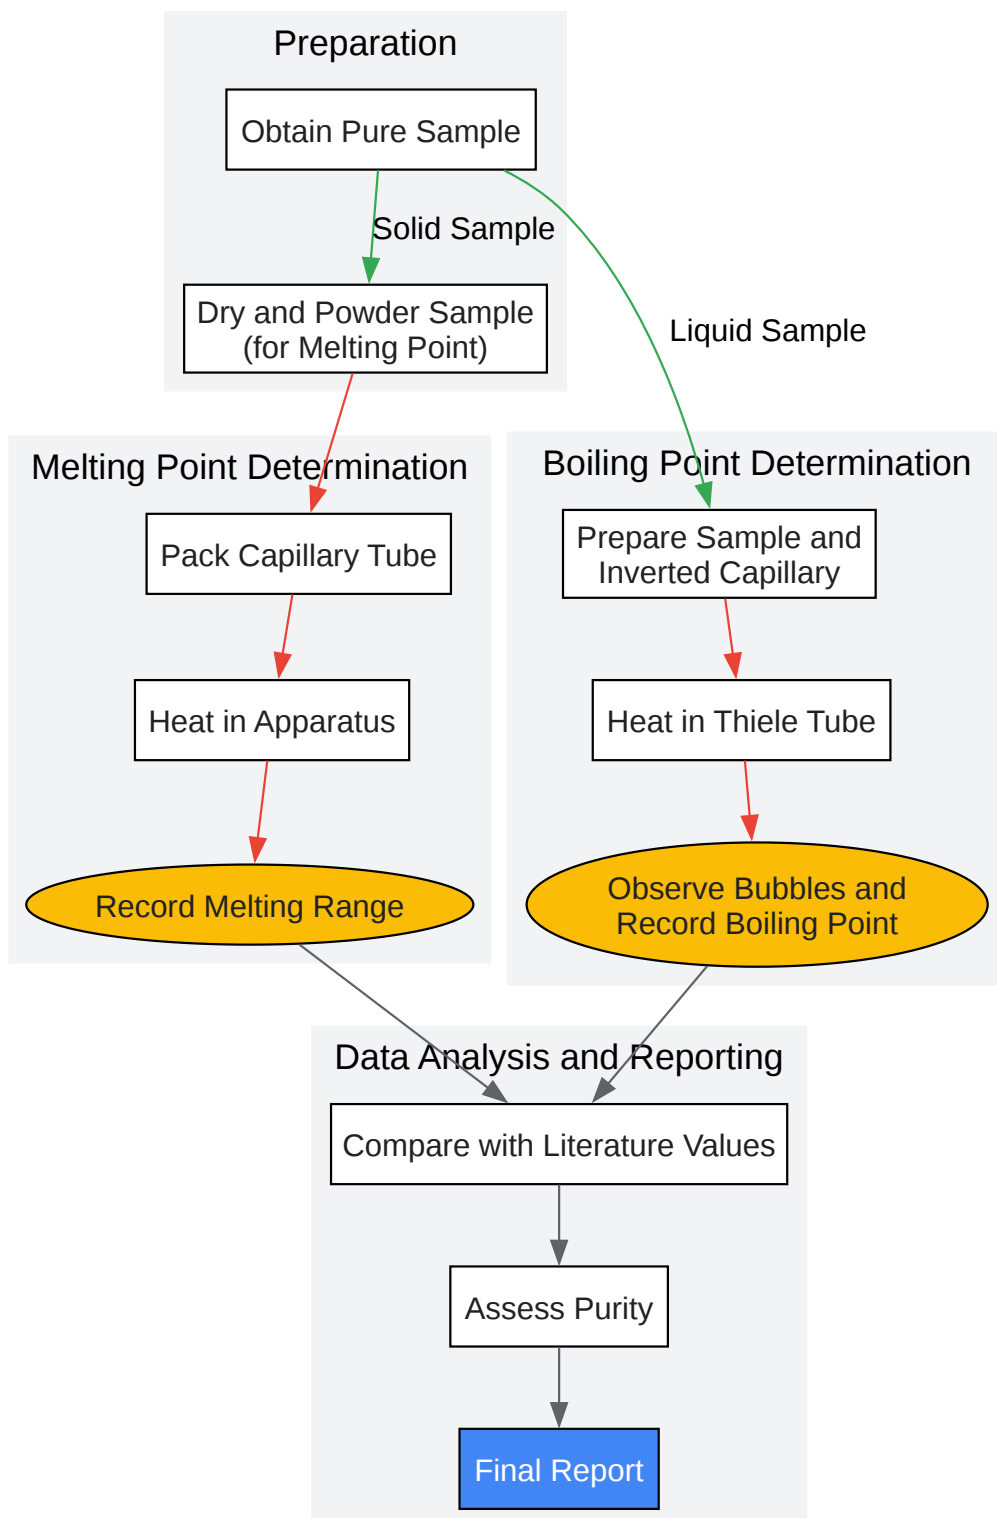 Preparation
Obtain Pure Sample
Solid Sample
Dry and Powder Sample
(for Melting Point)
Liquid Sample
Melting Point Determination
Pack Capillary Tube
Heat in Apparatus
Record Melting Range
Boiling Point Determination
Prepare Sample and
Inverted Capillary
Heat in Thiele Tube
Observe Bubbles and
Record Boiling Point
Data Analysis and Reporting
Compare with Literature Values
Assess Purity
Final Report